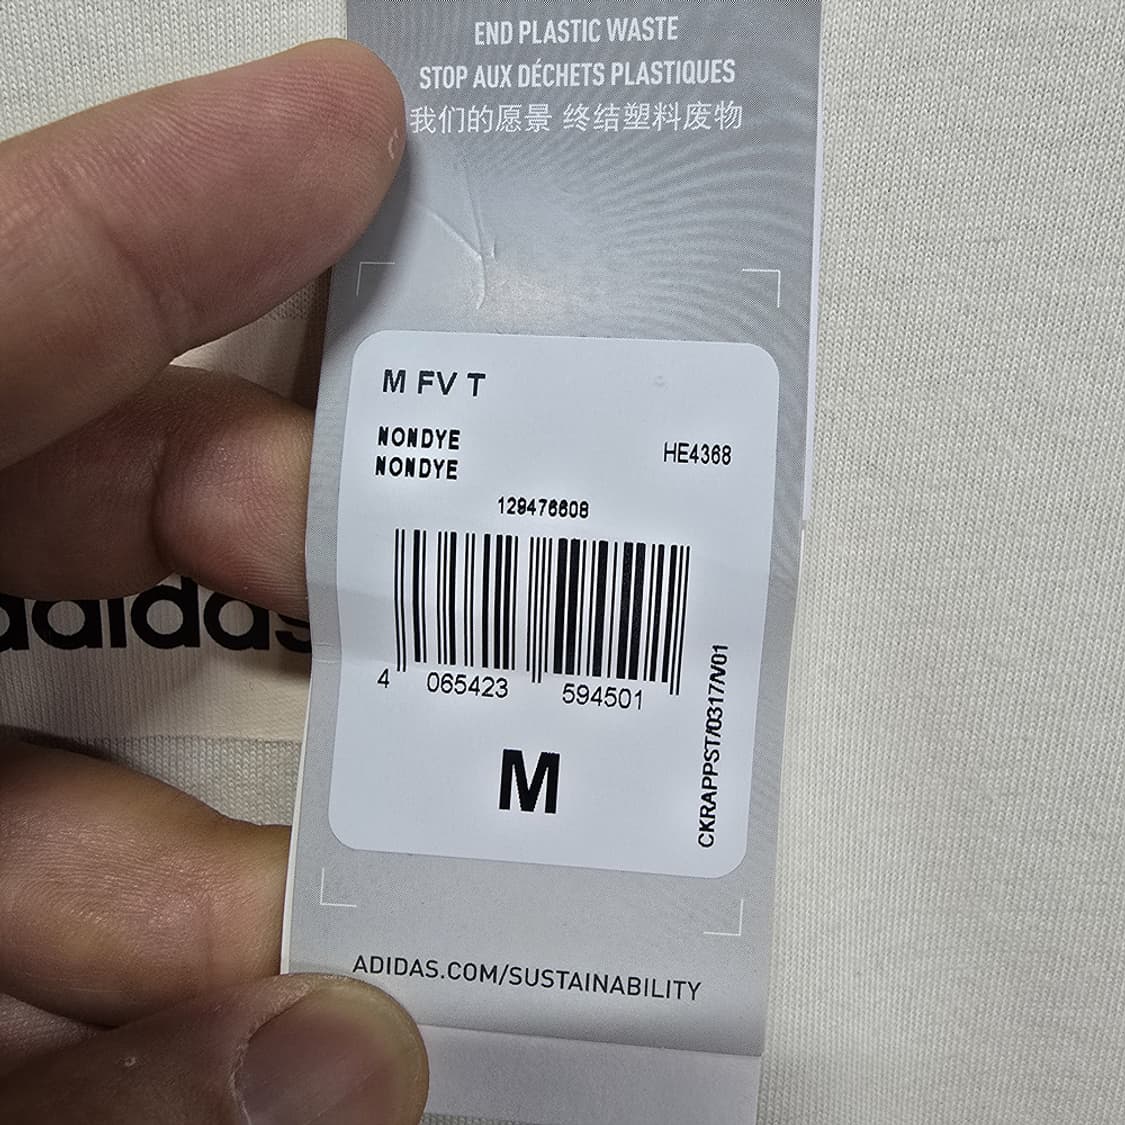 END PLASTIC WASTE
STOP AUX DÉCHETS PLASTIQUES
我们的愿景 终结塑料废物
M FV T
NONDYE
NONDYE
HE4368
129476608
4 065423 594501
M
CKRAPPST/0317/V01
adidas
ADIDAS.COM/SUSTAINABILITY